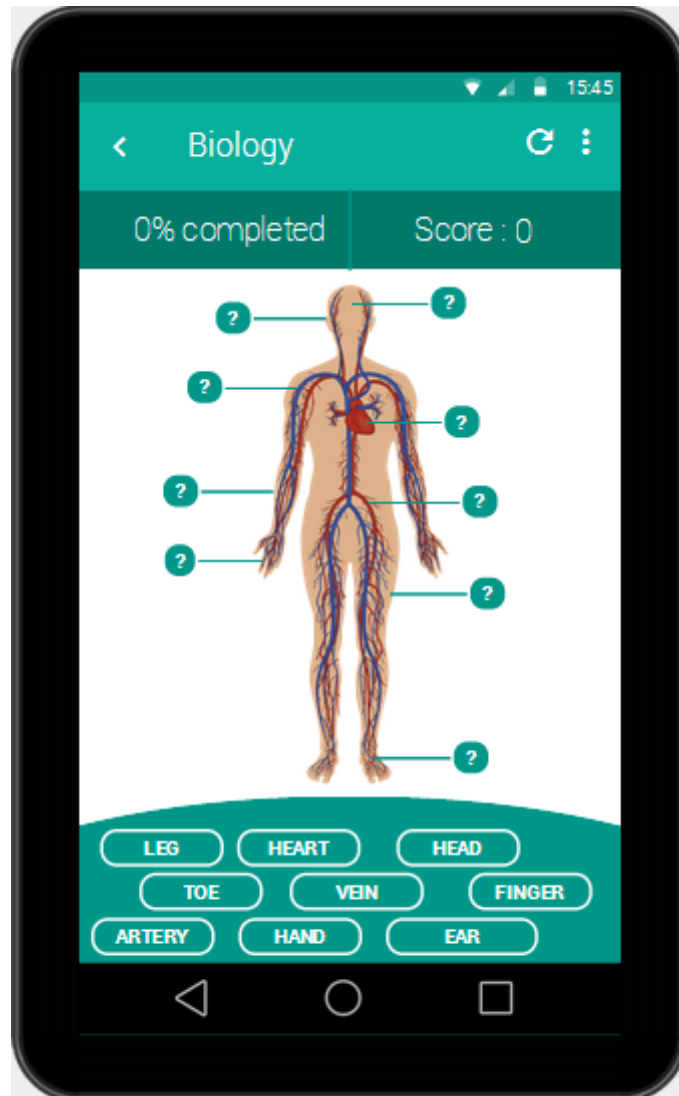 15:45
Biology
0% completed
Score : 0
?
?
?
?
?
?
?
?
?
LEG
HEART
HEAD
TOE
VEIN
FINGER
ARTERY
HAND
EAR